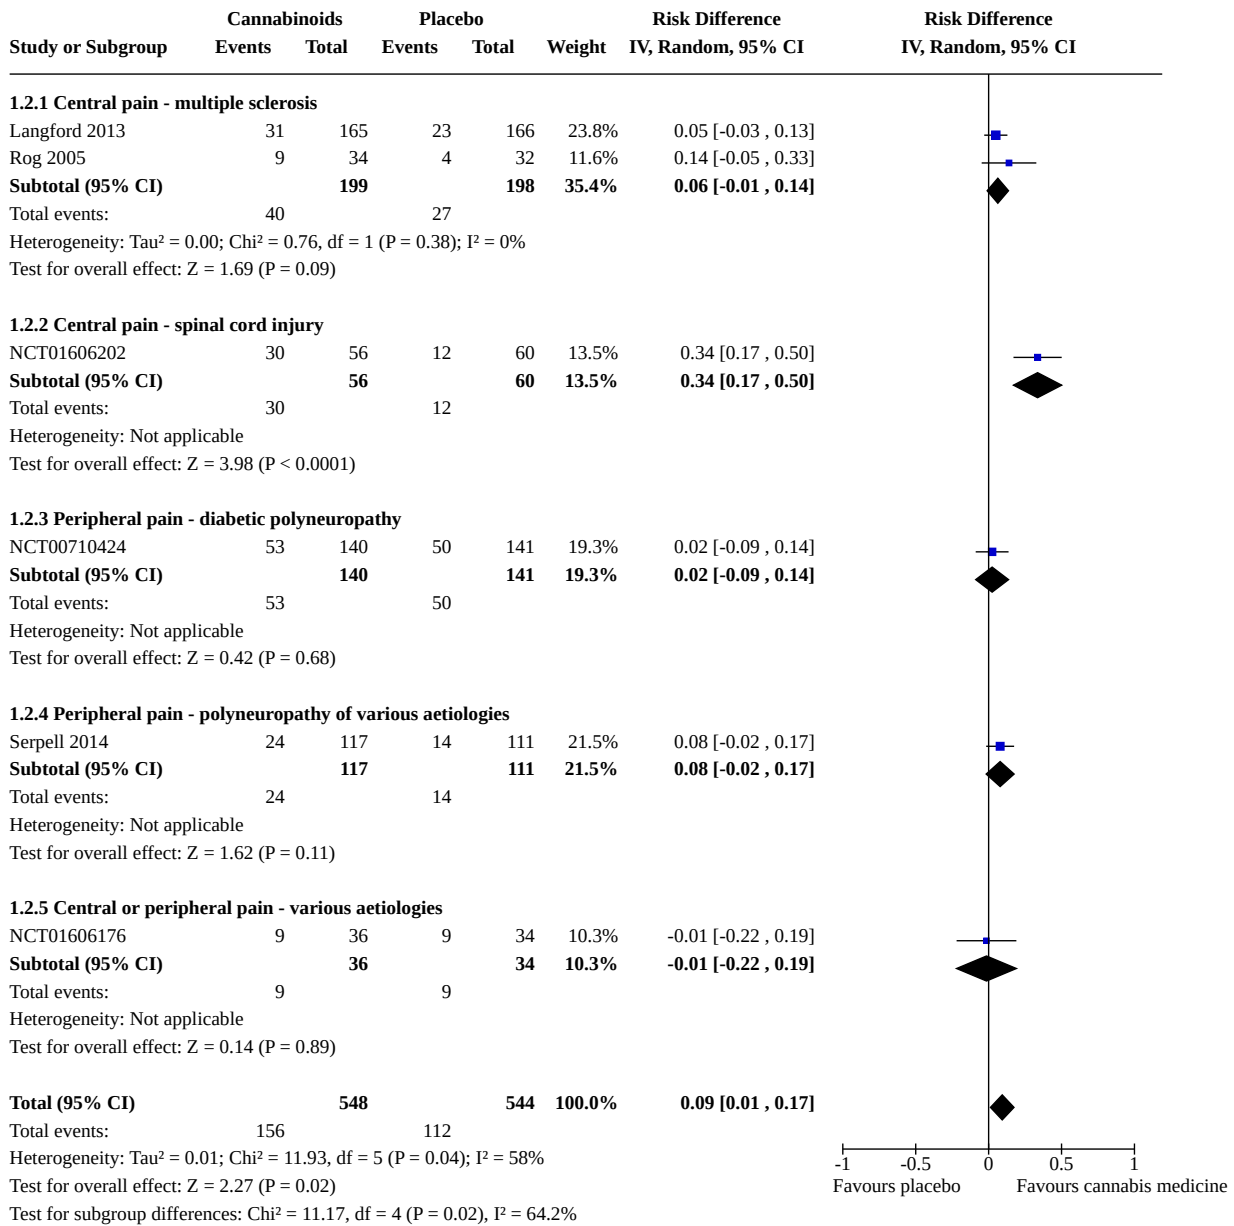 Cannabinoids Placebo Risk Difference Risk Difference
Study or Subgroup Events Total Events Total Weight IV, Random, 95% CI IV, Random, 95% CI
1.2.1 Central pain - multiple sclerosis
Langford 2013 31 165 23 166 23.8% 0.05 [-0.03 , 0.13]
Rog 2005 9 34 4 32 11.6% 0.14 [-0.05 , 0.33]
Subtotal (95% CI) 199 198 35.4% 0.06 [-0.01 , 0.14]
Total events: 40 27
Heterogeneity: Tau² = 0.00; Chi² = 0.76, df = 1 (P = 0.38); I² = 0%
Test for overall effect: Z = 1.69 (P = 0.09)
1.2.2 Central pain - spinal cord injury
NCT01606202 30 56 12 60 13.5% 0.34 [0.17 , 0.50]
Subtotal (95% CI) 56 60 13.5% 0.34 [0.17 , 0.50]
Total events: 30 12
Heterogeneity: Not applicable
Test for overall effect: Z = 3.98 (P < 0.0001)
1.2.3 Peripheral pain - diabetic polyneuropathy
NCT00710424 53 140 50 141 19.3% 0.02 [-0.09 , 0.14]
Subtotal (95% CI) 140 141 19.3% 0.02 [-0.09 , 0.14]
Total events: 53 50
Heterogeneity: Not applicable
Test for overall effect: Z = 0.42 (P = 0.68)
1.2.4 Peripheral pain - polyneuropathy of various aetiologies
Serpell 2014 24 117 14 111 21.5% 0.08 [-0.02 , 0.17]
Subtotal (95% CI) 117 111 21.5% 0.08 [-0.02 , 0.17]
Total events: 24 14
Heterogeneity: Not applicable
Test for overall effect: Z = 1.62 (P = 0.11)
1.2.5 Central or peripheral pain - various aetiologies
NCT01606176 9 36 9 34 10.3% -0.01 [-0.22 , 0.19]
Subtotal (95% CI) 36 34 10.3% -0.01 [-0.22 , 0.19]
Total events: 9 9
Heterogeneity: Not applicable
Test for overall effect: Z = 0.14 (P = 0.89)
Total (95% CI) 548 544 100.0% 0.09 [0.01 , 0.17]
Total events: 156 112
Heterogeneity: Tau² = 0.01; Chi² = 11.93, df = 5 (P = 0.04); I² = 58%
-1 -0.5 0 0.5 1
Test for overall effect: Z = 2.27 (P = 0.02) Favours placebo Favours cannabis medicine
Test for subgroup differences: Chi² = 11.17, df = 4 (P = 0.02), I² = 64.2%